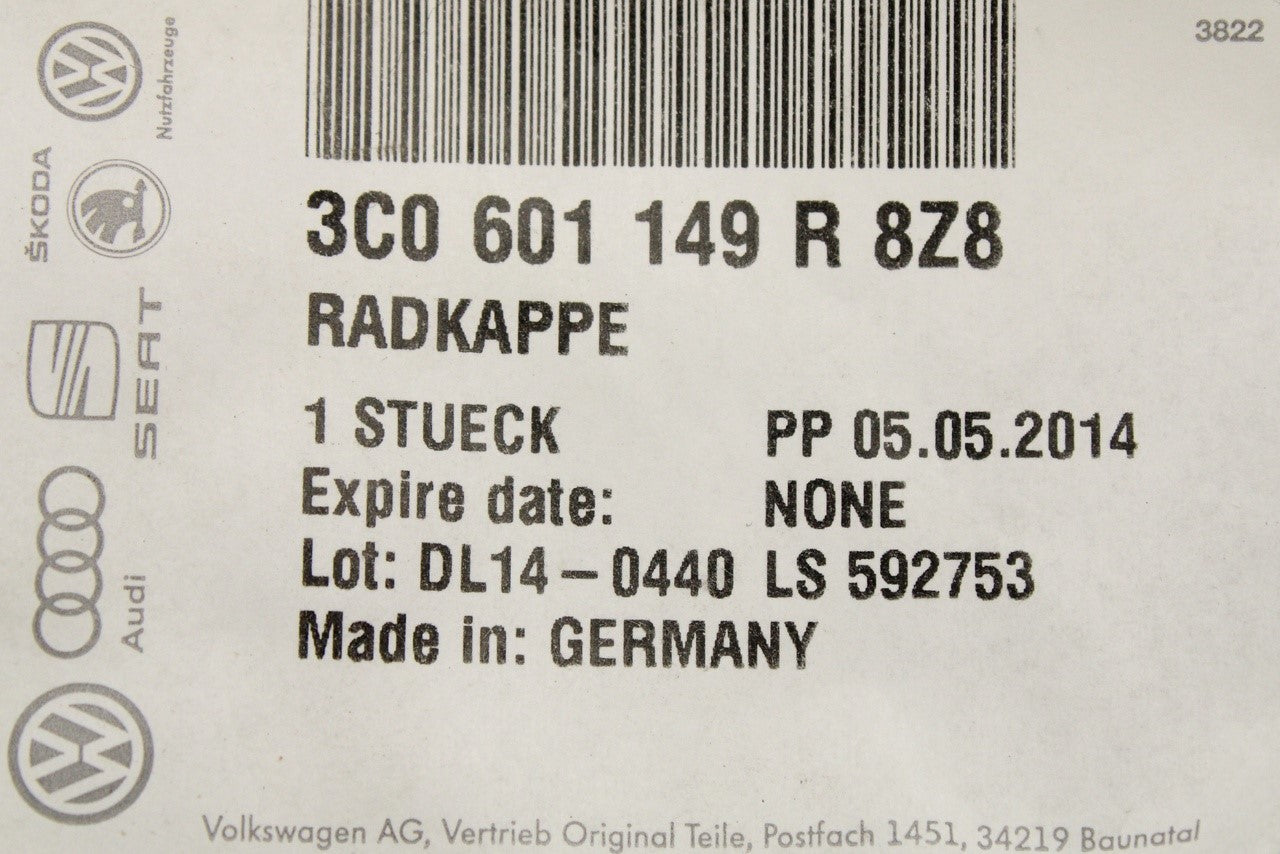 3822
Nutzfahrzeuge
ŠKODA
SEAT
Audi
3C0 601 149 R 8Z8
RADKAPPE
1 STUECK PP 05.05.2014
Expire date: NONE
Lot: DL14-0440 LS 592753
Made in: GERMANY
Volkswagen AG, Vertrieb Original Teile, Postfach 1451, 34219 Baunatal